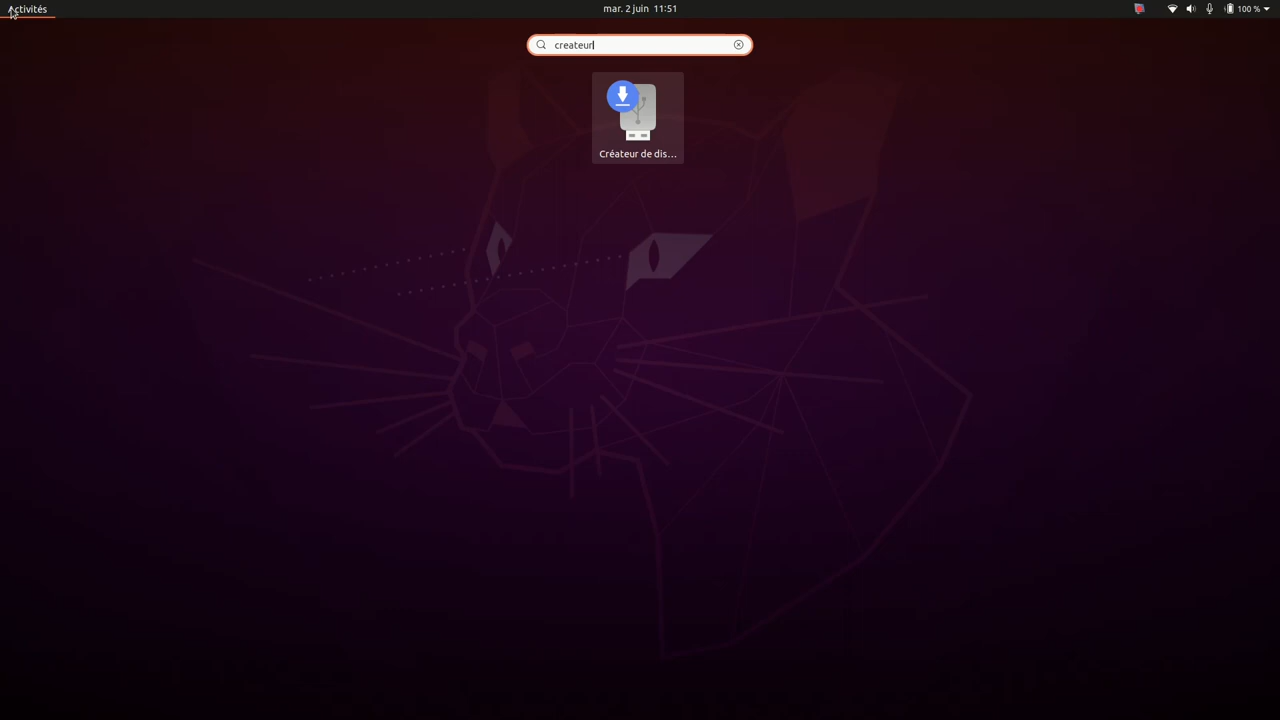 Activités
mar. 2 juin 11:51
100 %
createur
Créateur de dis…